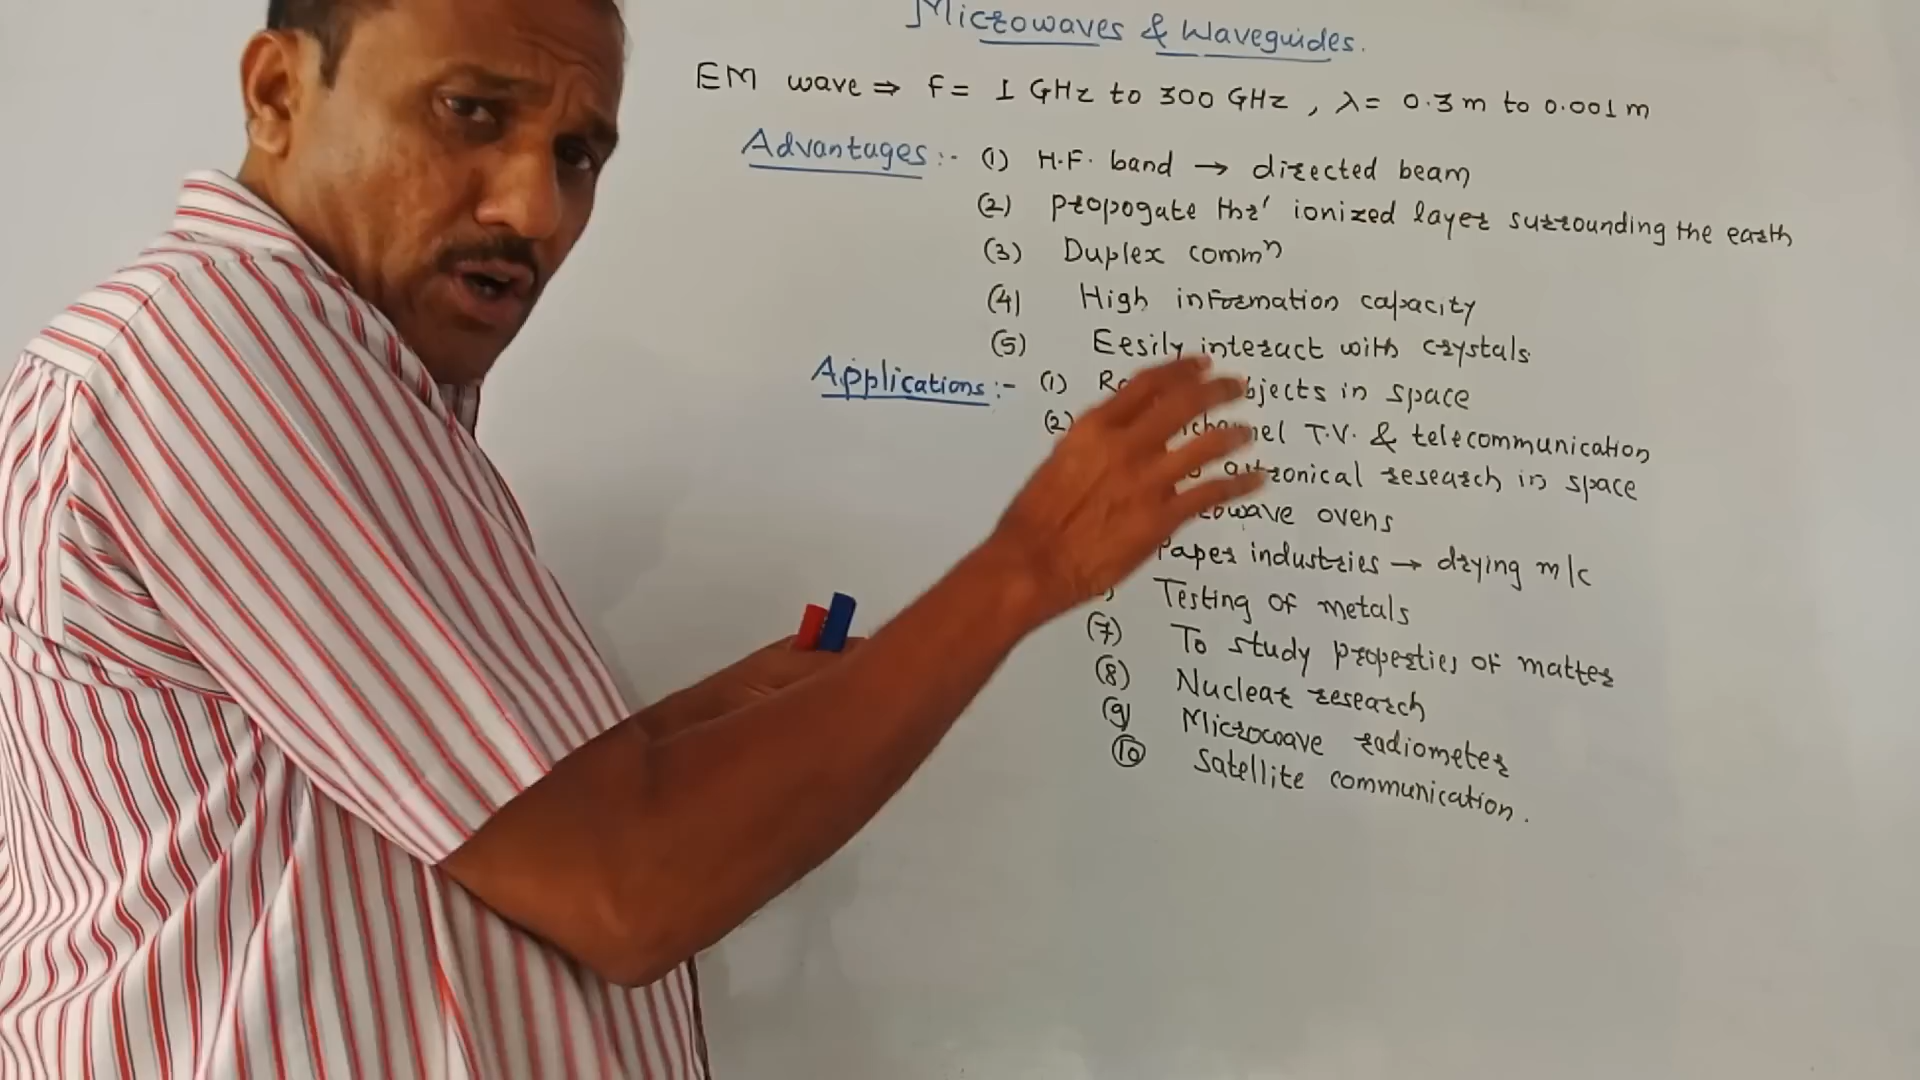 Microwaves & Waveguides.
EM wave ⇒ f = 1 GHz to 300 GHz , λ = 0.3 m to 0.001 m
Advantages :- (1) H.F. band → directed beam
(2) propogate thr' ionized layer surrounding the earth
(3) Duplex commⁿ
(4) High information capacity
(5) Eesily interact with crystals
Applications :- (1) objects in space
(2) channel T.V. & telecommunication
research in space
ovens
Paper industries → drying m/c
Testing of metals
(7) To study properties of matter
(8) Nuclear research
(9) Microwave radiometer
(10) Satellite communication.